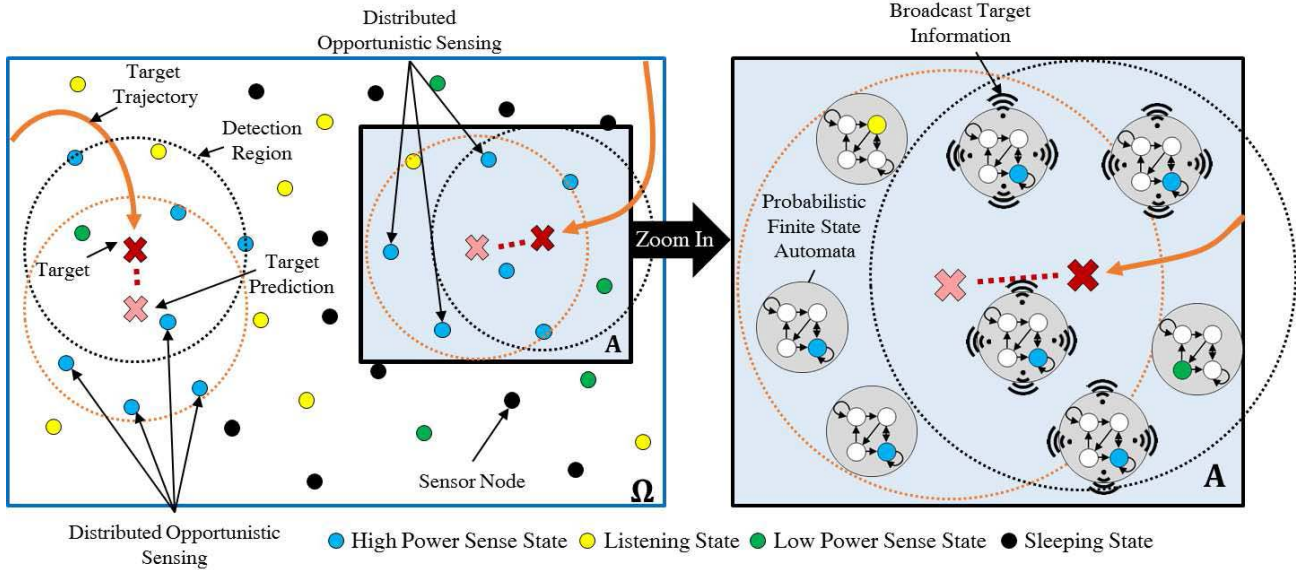 Distributed
Opportunistic Sensing
Broadcast Target
Information
Target
Trajectory
Detection
Region
Target
Target
Prediction
A
Zoom In
Probabilistic
Finite State
Automata
A
Sensor Node
Ω
Distributed Opportunistic
Sensing
High Power Sense State
Listening State
Low Power Sense State
Sleeping State